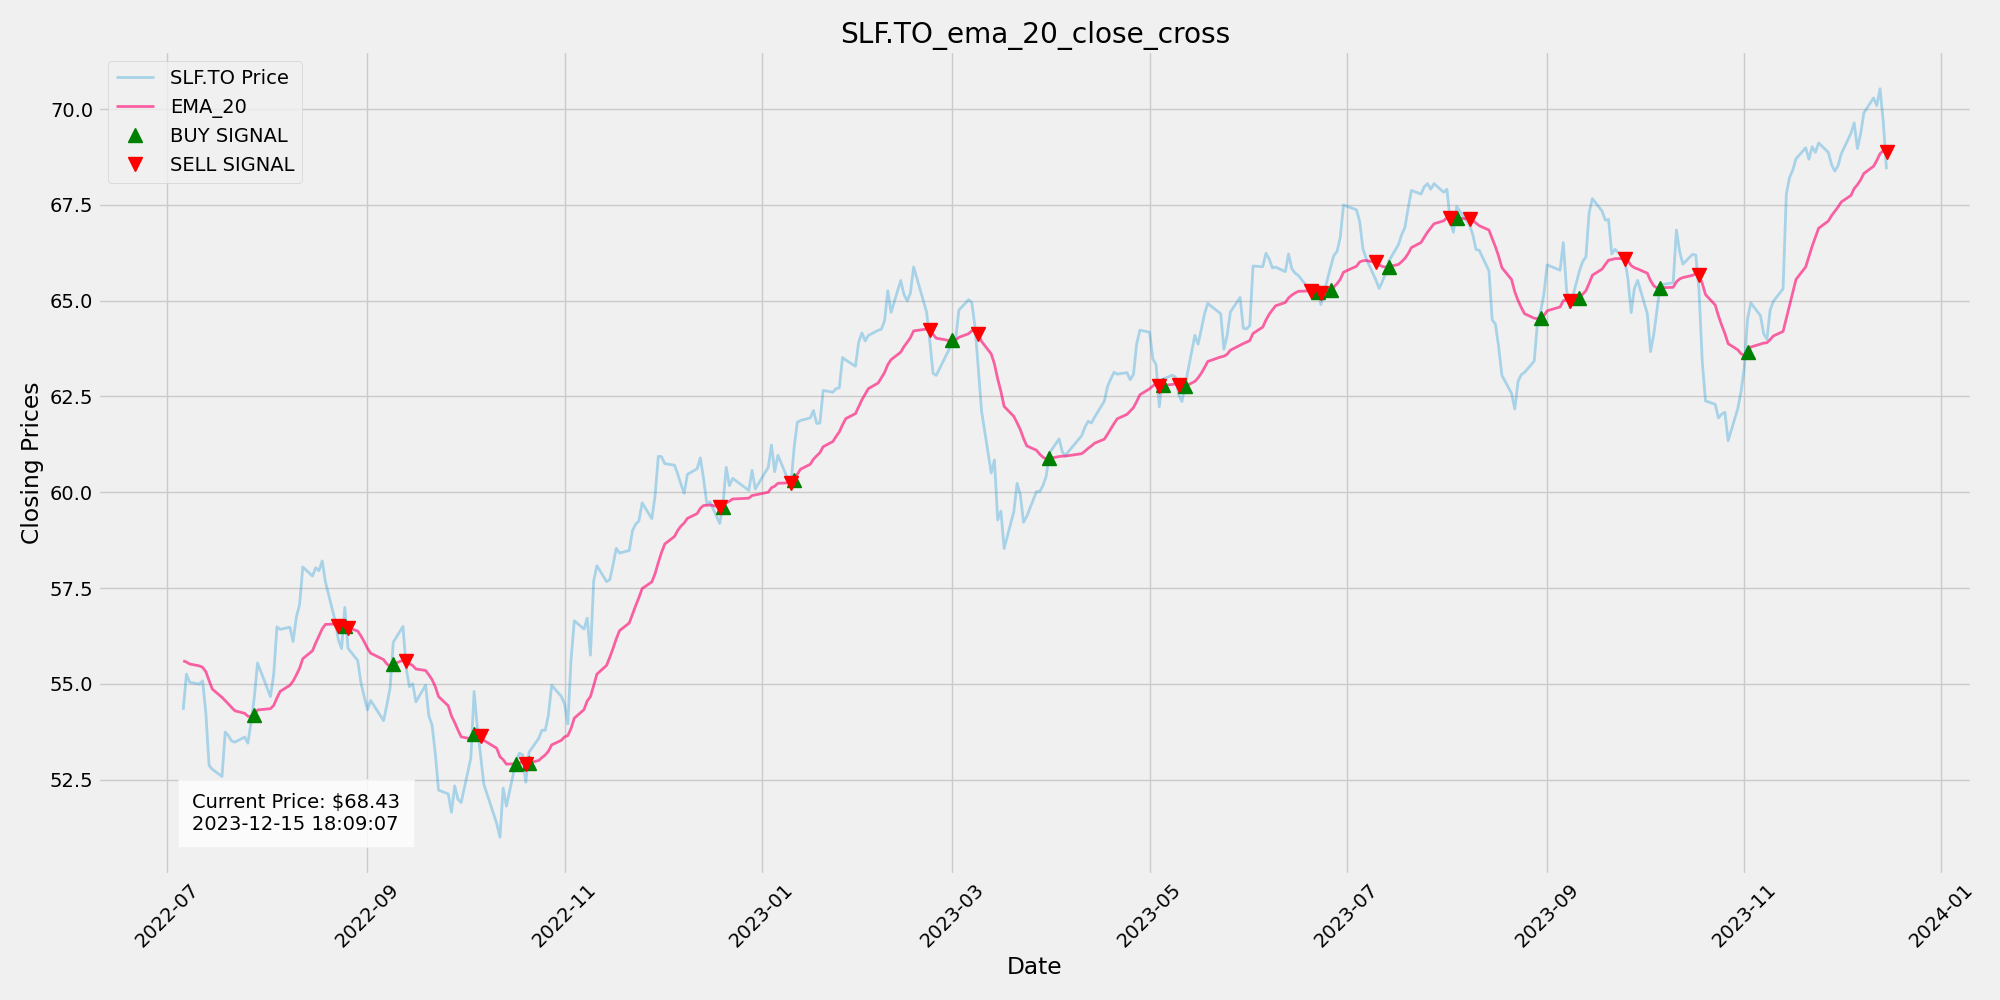 SLF.TO_ema_20_close_cross
SLF.TO Price
EMA_20
BUY SIGNAL
SELL SIGNAL
Closing Prices
70.0
67.5
65.0
62.5
60.0
57.5
55.0
52.5
Current Price: $68.43
2023-12-15 18:09:07
2022-07
2022-09
2022-11
2023-01
2023-03
2023-05
2023-07
2023-09
2023-11
2024-01
Date